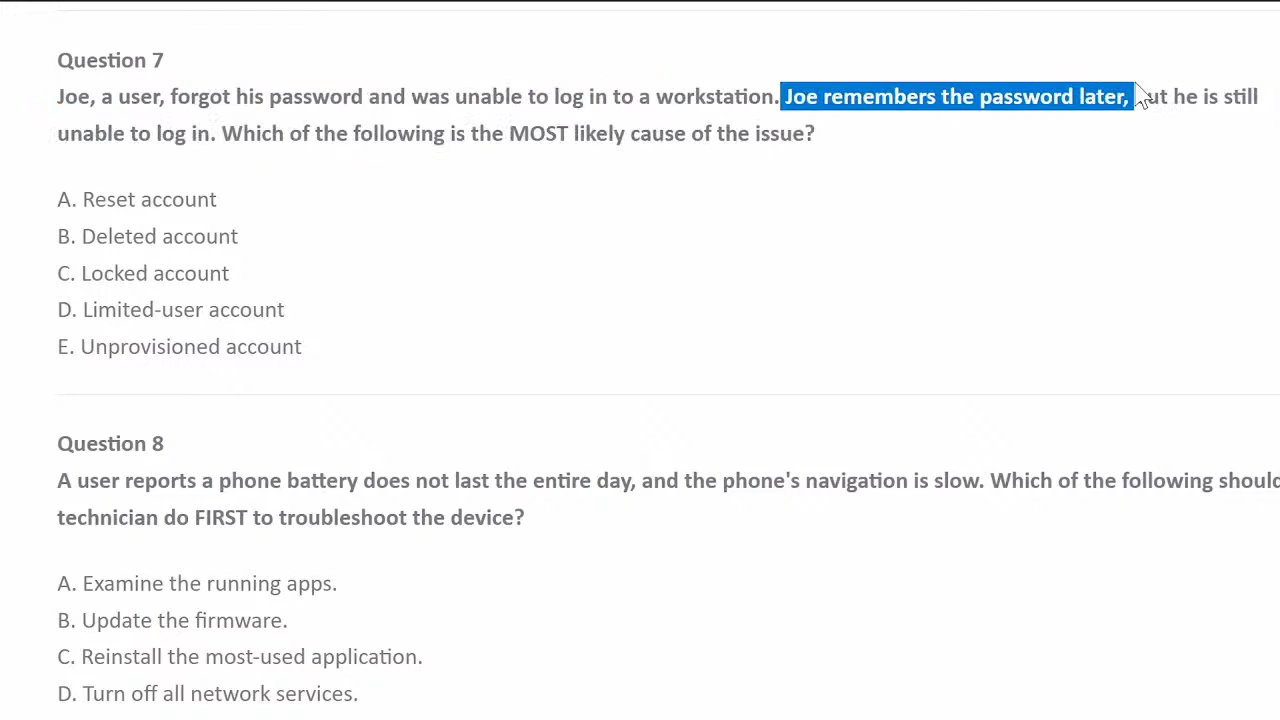 Question 7
Joe, a user, forgot his password and was unable to log in to a workstation. Joe remembers the password later, but he is still
unable to log in. Which of the following is the MOST likely cause of the issue?
A. Reset account
B. Deleted account
C. Locked account
D. Limited-user account
E. Unprovisioned account
Question 8
A user reports a phone battery does not last the entire day, and the phone's navigation is slow. Which of the following should
technician do FIRST to troubleshoot the device?
A. Examine the running apps.
B. Update the firmware.
C. Reinstall the most-used application.
D. Turn off all network services.